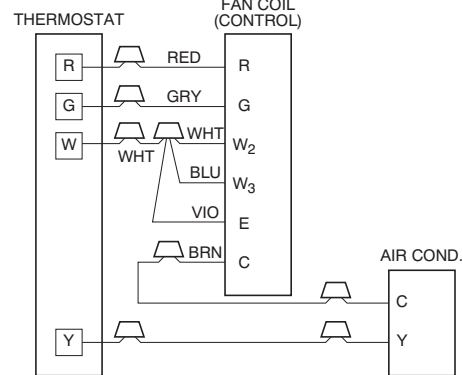 FAN COIL
(CONTROL)
THERMOSTAT
R
RED
R
G
GRY
G
W
WHT
WHT
W2
BLU
W3
VIO
E
BRN
C
AIR COND.
C
Y
Y